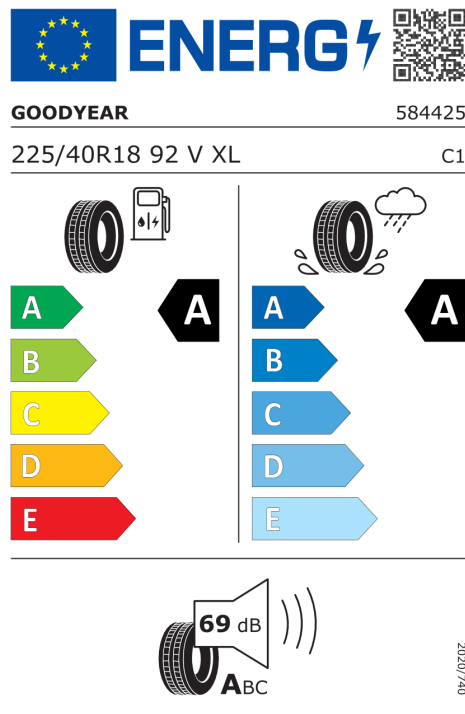 ENERG
GOODYEAR 584425
225/40R18 92 V XL C1
A A A A
B B
C C
D D
E E
69 dB
ABC
2020/740